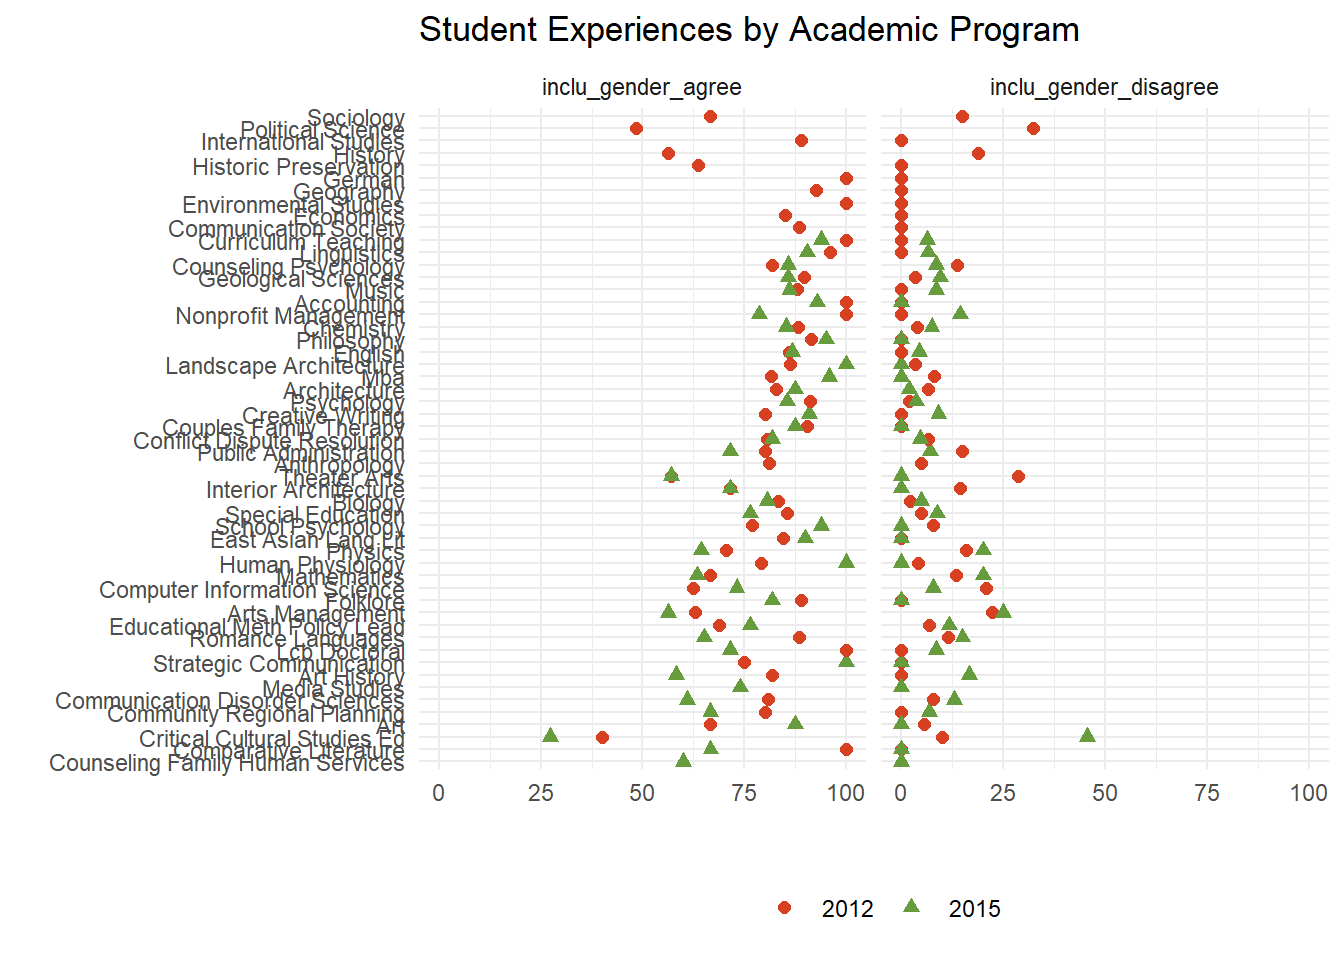 Student Experiences by Academic Program
inclu_gender_agree
inclu_gender_disagree
Sociology
Political Science
International Studies
History
Historic Preservation
German
Geography
Environmental Studies
Economics
Communication Society
Curriculum Teaching
Linguistics
Counseling Psychology
Geological Sciences
Music
Accounting
Nonprofit Management
Chemistry
Philosophy
English
Landscape Architecture
Mba
Architecture
Psychology
Creative Writing
Couples Family Therapy
Conflict Dispute Resolution
Public Administration
Anthropology
Theater Arts
Interior Architecture
Biology
Special Education
School Psychology
East Asian Lang Lit
Physics
Human Physiology
Mathematics
Computer Information Science
Folklore
Arts Management
Educational Meth Policy Lead
Romance Languages
Lcb Doctoral
Strategic Communication
Art History
Media Studies
Communication Disorder Sciences
Community Regional Planning
Art
Critical Cultural Studies Ed
Comparative Literature
Counseling Family Human Services
0 25 50 75 100
0 25 50 75 100
2012 2015